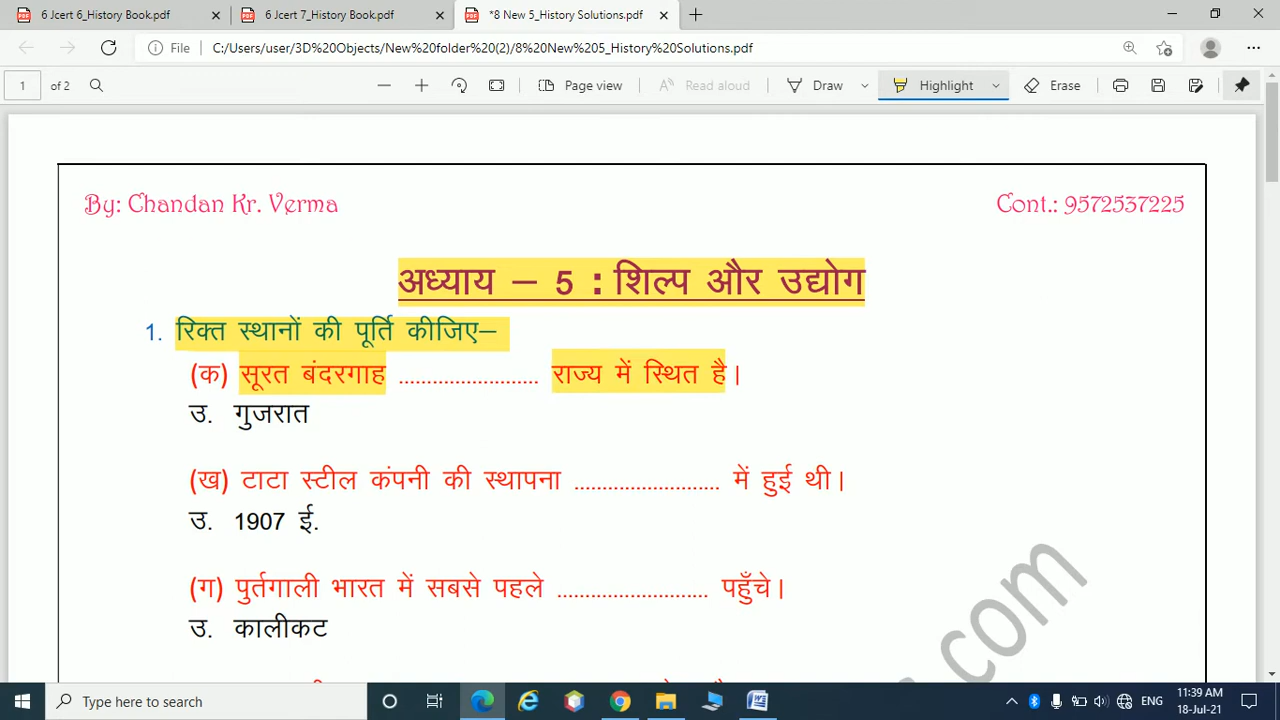 6 Jcert 6_History Book.pdf
6 Jcert 7_History Book.pdf
*8 New 5_History Solutions.pdf
File C:/Users/user/3D%20Objects/New%20folder%20(2)/8%20New%205_History%20Solutions.pdf
1 of 2 Page view Read aloud Draw Highlight Erase
By: Chandan Kr. Verma Cont.: 9572537225
अध्याय – 5 : शिल्प और उद्योग
1. रिक्त स्थानों की पूर्ति कीजिए–
(क) सूरत बंदरगाह ......................... राज्य में स्थित है।
उ. गुजरात
(ख) टाटा स्टील कंपनी की स्थापना .......................... में हुई थी।
उ. 1907 ई.
(ग) पुर्तगाली भारत में सबसे पहले ........................... पहुँचे।
उ. कालीकट
com
Type here to search ENG 11:39 AM
18-Jul-21